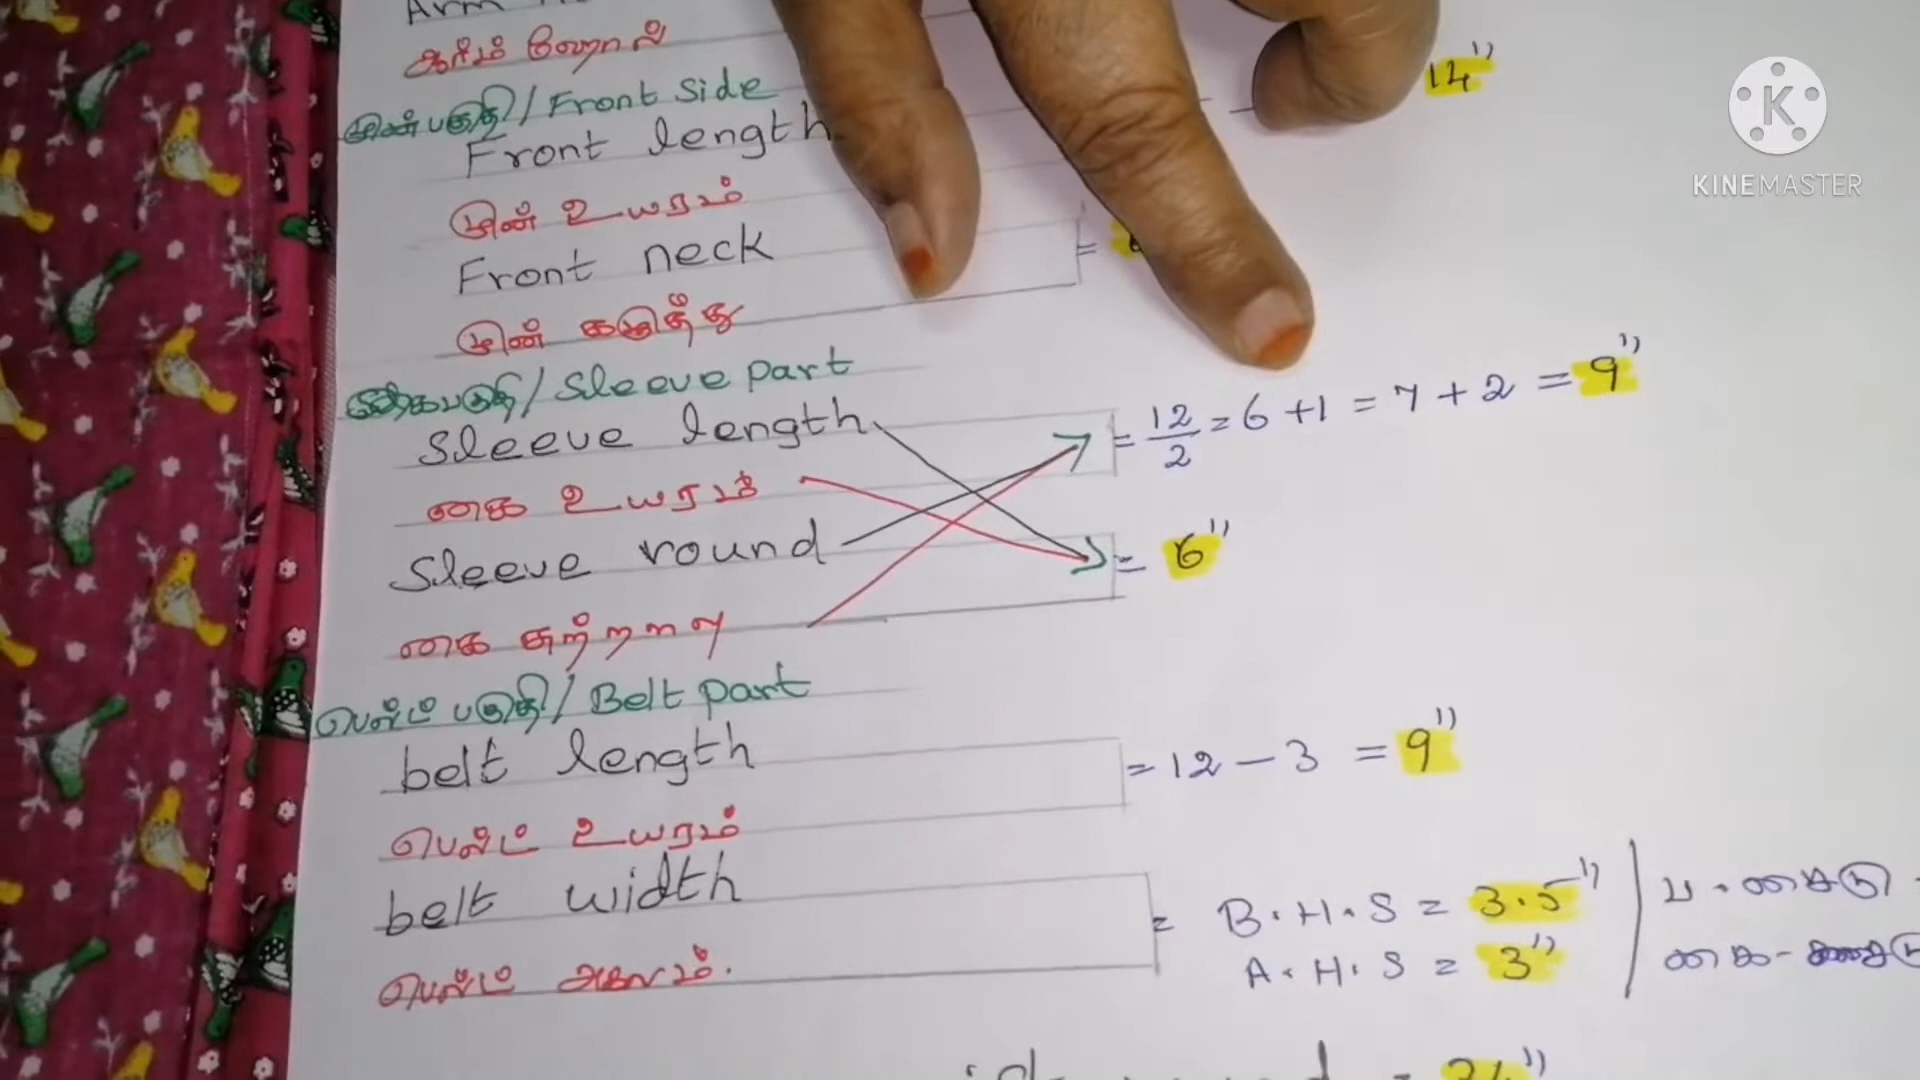 Arm
ஆர்ம் ஹோல்
14"
முன்பகுதி / Front Side
Front length
முன் உயரம்
Front neck =
முன் கழுத்து
கைபகுதி / Sleeve part
Sleeve length = 12/2 = 6 + 1 = 7 + 2 = 9"
கை உயரம்
Sleeve round = 6"
கை சுற்றளவு
பெல்ட் பகுதி / Belt part
belt length = 12 - 3 = 9"
பெல்ட் உயரம்
belt width = B.H.S = 3.5"
பெல்ட் அகலம். A.H.S = 3"
KINEMASTER